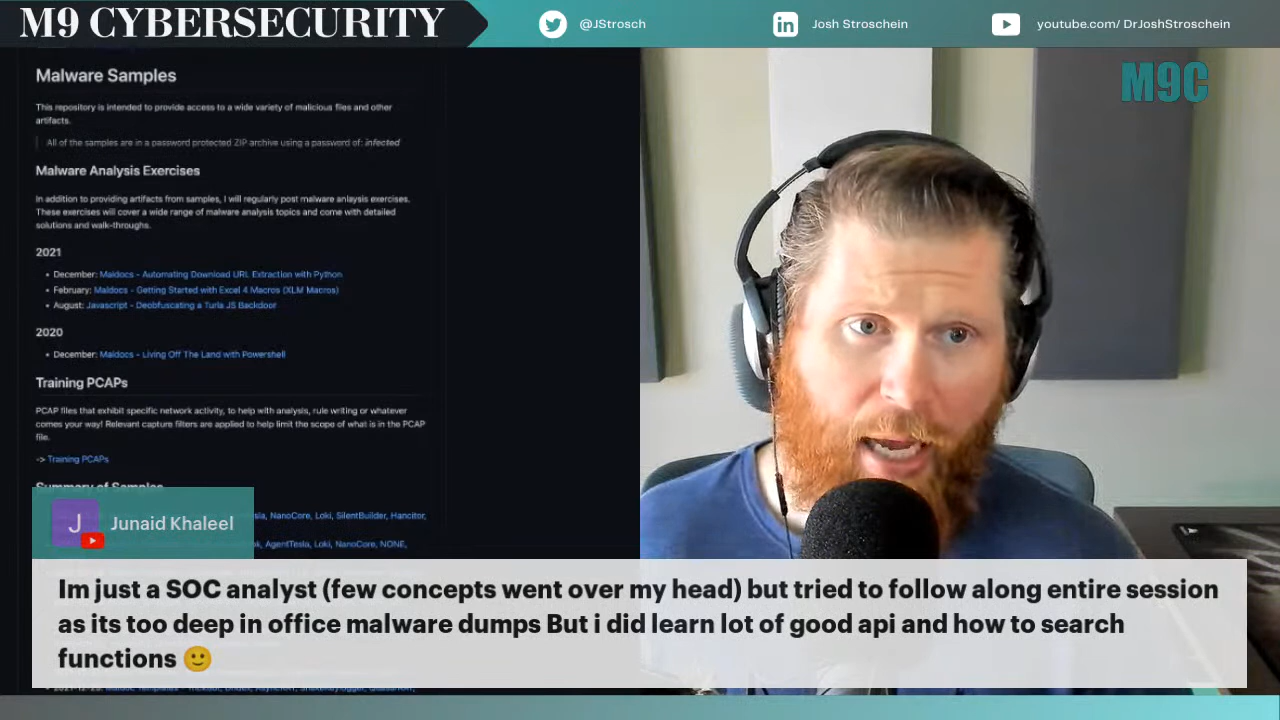 M9 CYBERSECURITY
@JStrosch
Josh Stroschein
youtube.com/ DrJoshStroschein
M9C
Malware Samples
This repository is intended to provide access to a wide variety of malicious files and other
artifacts.
All of the samples are in a password protected ZIP archive using a password of: infected
Malware Analysis Exercises
In addition to providing artifacts from samples, I will regularly post malware anlaysis exercises.
These exercises will cover a wide range of malware analysis topics and come with detailed
solutions and walk-throughs.
2021
• December: Maldocs - Automating Download URL Extraction with Python
• February: Maldocs - Getting Started with Excel 4 Macros (XLM Macros)
• August: Javascript - Deobfuscating a Turla JS Backdoor
2020
• December: Maldocs - Living Off The Land with Powershell
Training PCAPs
PCAP files that exhibit specific network activity, to help with analysis, rule writing or whatever
comes your way! Relevant capture filters are applied to help limit the scope of what is in the PCAP
file.
-> Training PCAPs
Summary of Samples
NanoCore, Loki, SilentBuilder, Hancitor,
AgentTesla, Loki, NanoCore, NONE,
J
Junaid Khaleel
Im just a SOC analyst (few concepts went over my head) but tried to follow along entire session
as its too deep in office malware dumps But i did learn lot of good api and how to search
functions 🙂